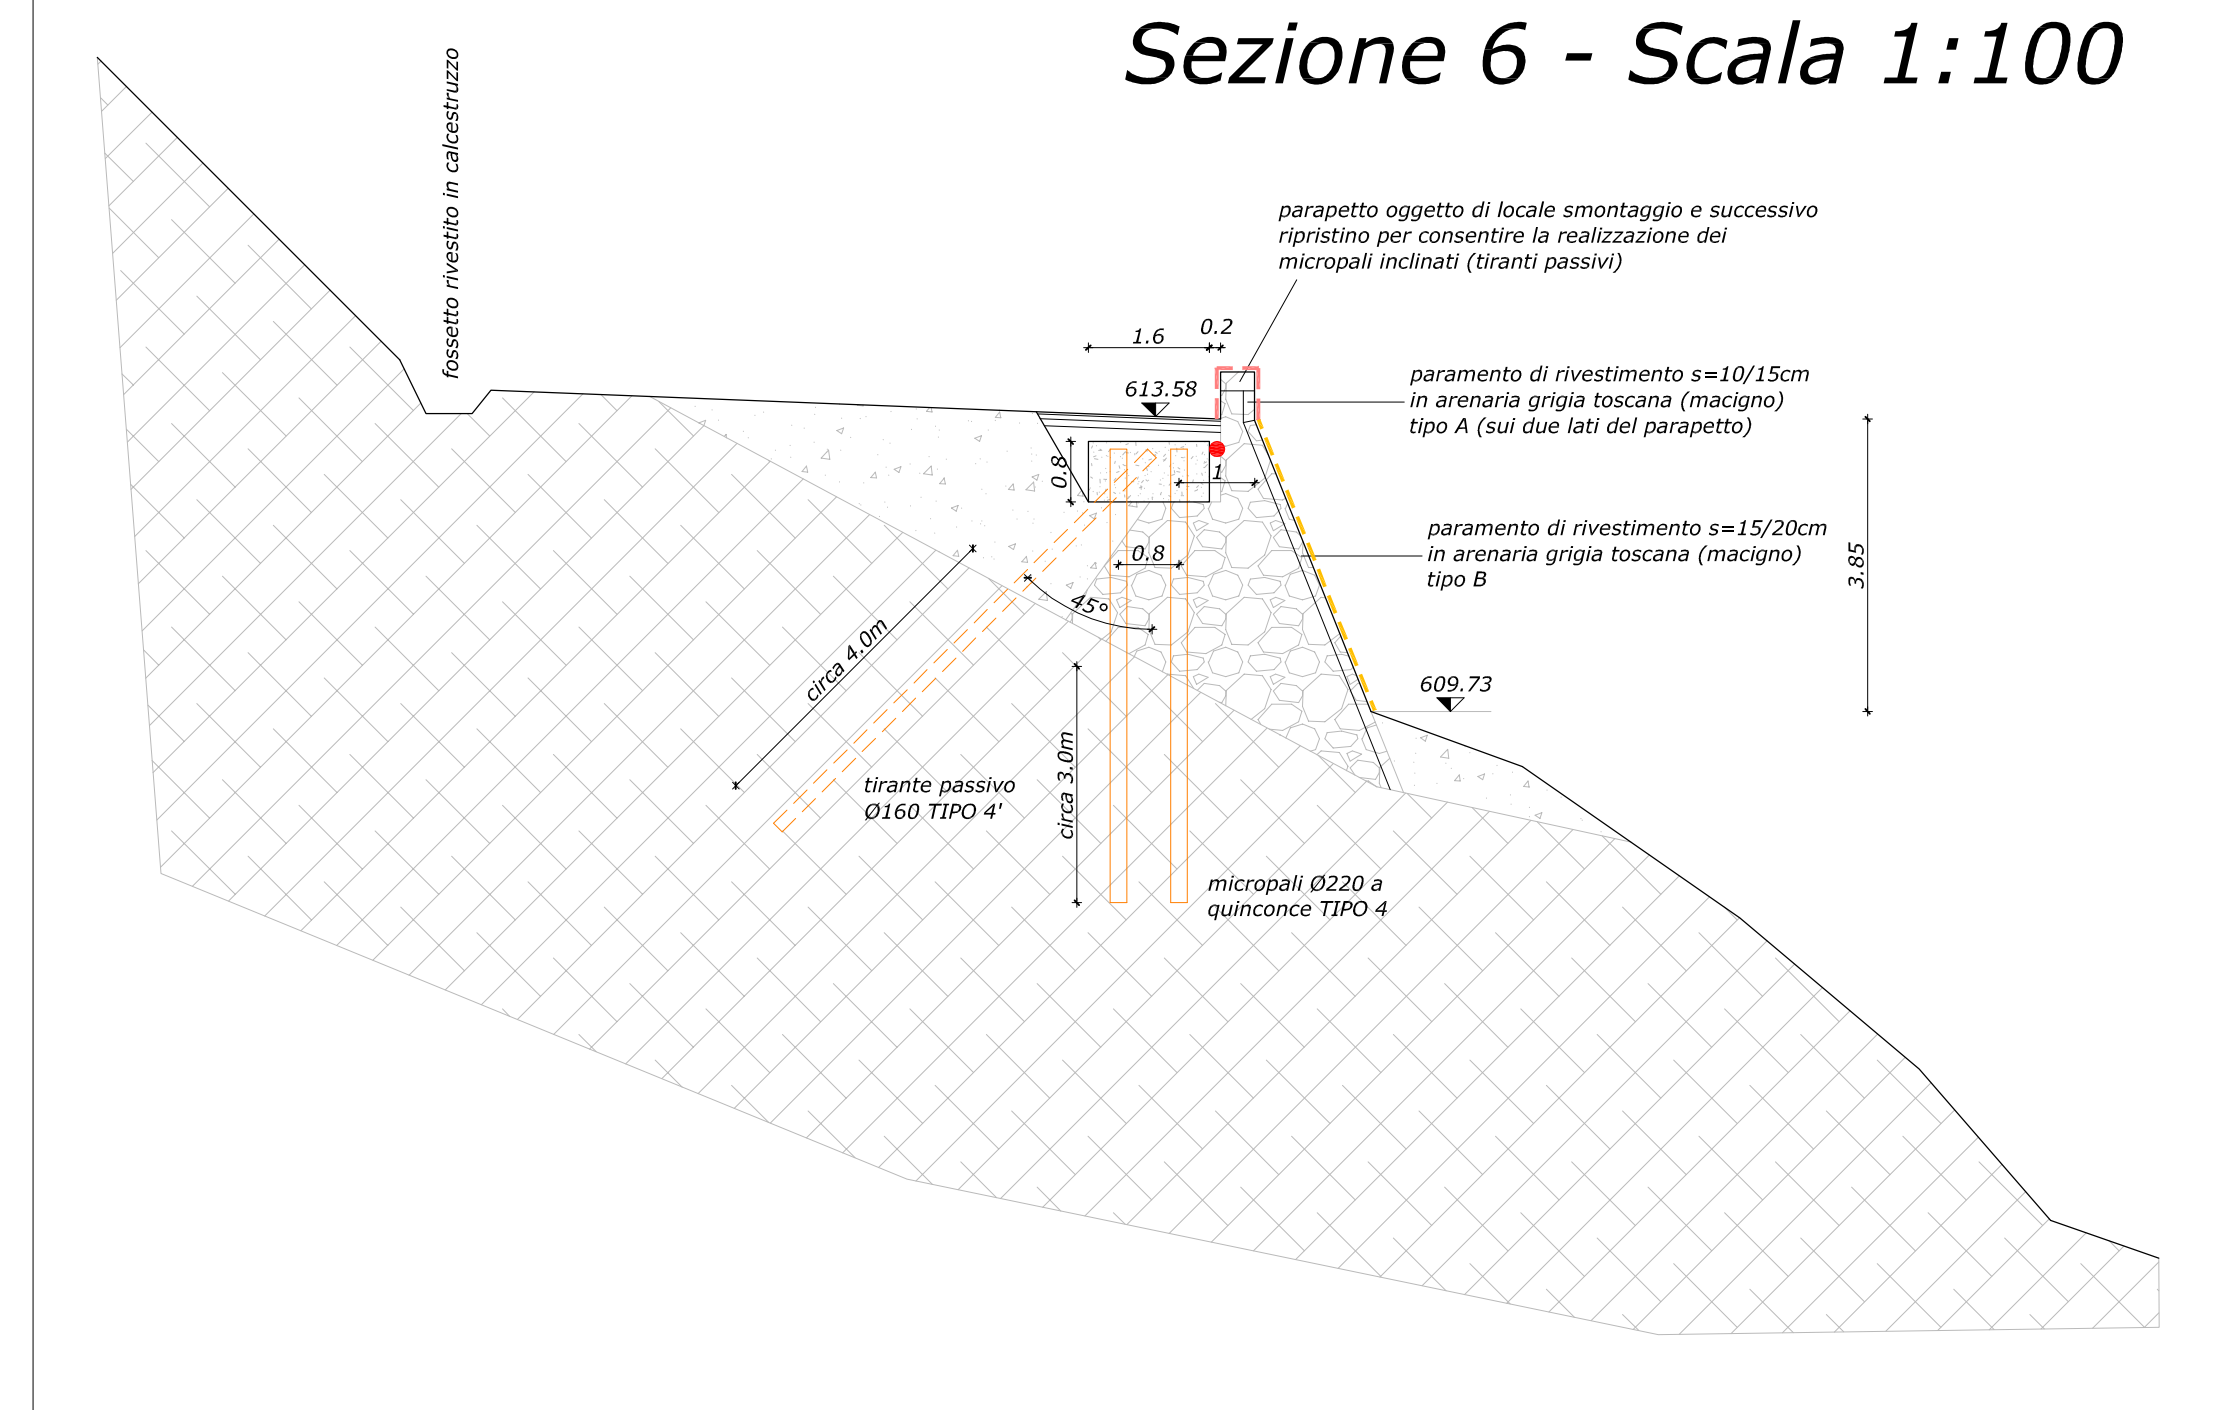 Sezione 6 - Scala 1:100
fossetto rivestito in calcestruzzo
parapetto oggetto di locale smontaggio e successivo
ripristino per consentire la realizzazione dei
micropali inclinati (tiranti passivi)
1.6
0.2
613.58
paramento di rivestimento s=10/15cm
in arenaria grigia toscana (macigno)
tipo A (sui due lati del parapetto)
0.8
1
paramento di rivestimento s=15/20cm
in arenaria grigia toscana (macigno)
tipo B
3.85
0.8
45°
circa 4.0m
609.73
circa 3.0m
tirante passivo
Ø160 TIPO 4'
micropali Ø220 a
quinconce TIPO 4